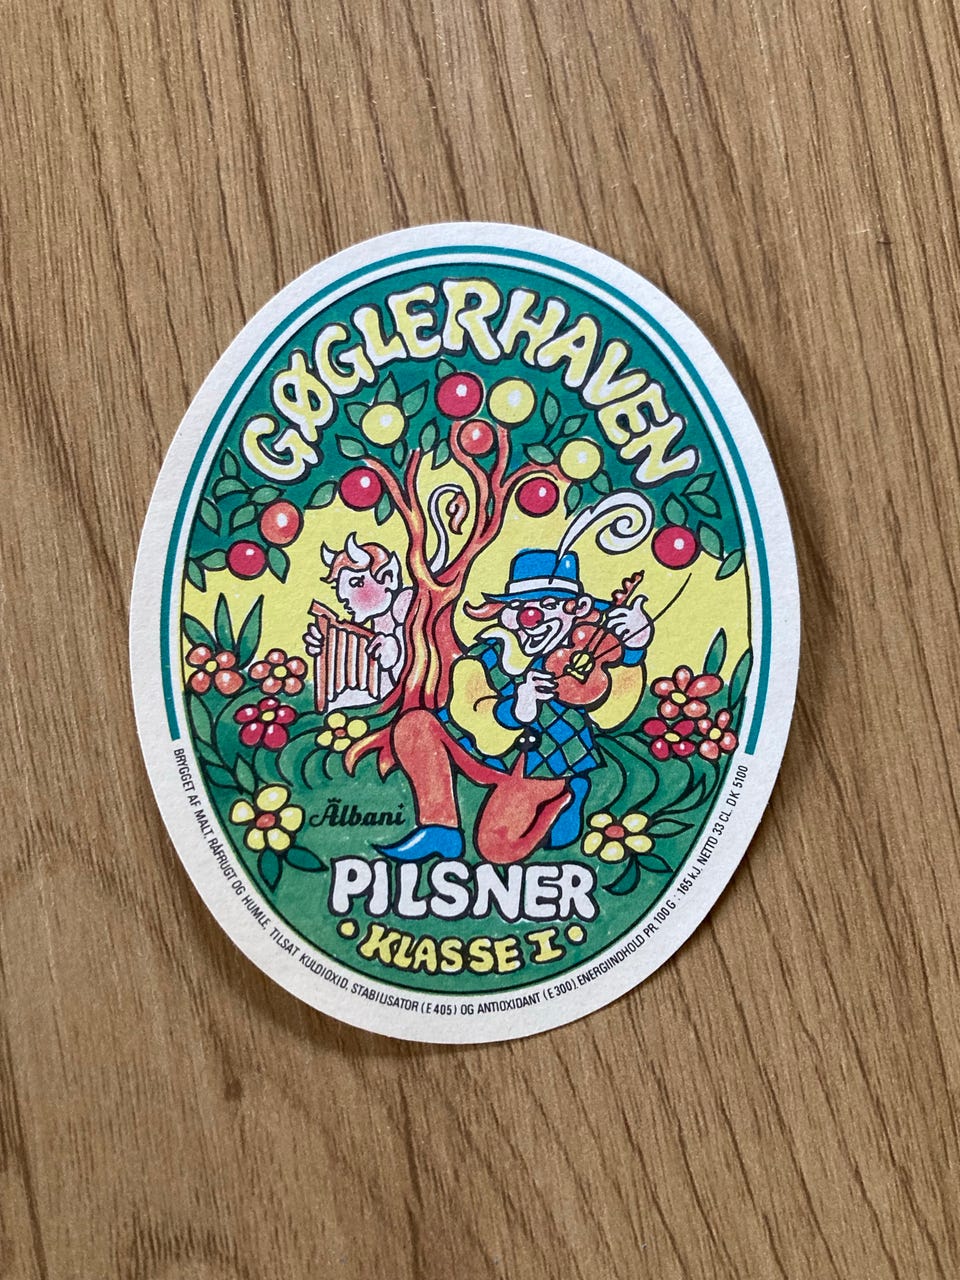 GØGLERHAVEN
Albani
PILSNER
• KLASSE I •
BRYGGET AF MALT, RÅFRUGT OG HUMLE, TILSAT KULDIOXID, STABILISATOR (E 405) OG ANTIOXIDANT (E 300). ENERGIINDHOLD PR. 100 G : 165 kJ. NETTO 33 CL. DK 5100